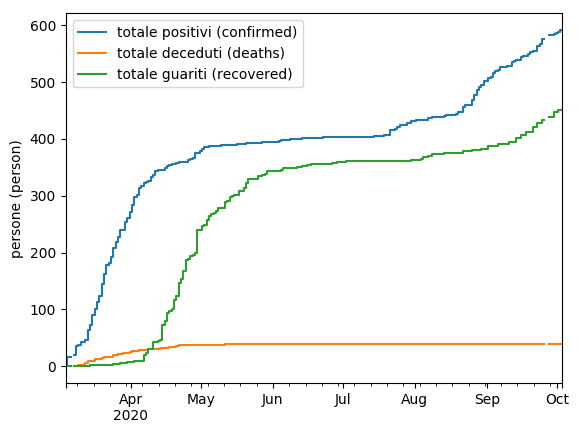 totale positivi (confirmed)
totale deceduti (deaths)
totale guariti (recovered)
persone (person)
600
500
400
300
200
100
0
Apr May Jun Jul Aug Sep Oct
2020